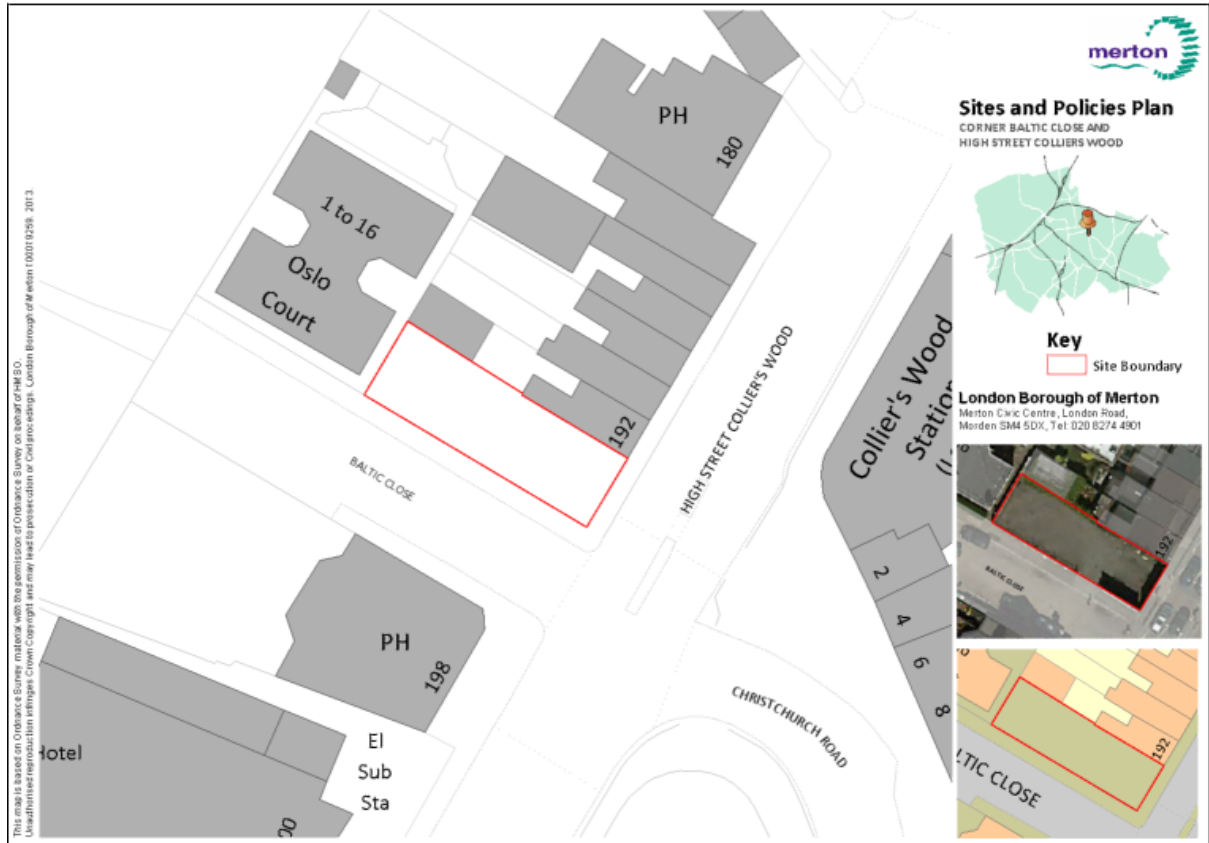 merton
Sites and Policies Plan
CORNER BALTIC CLOSE AND
HIGH STREET COLLIERS WOOD
Key
Site Boundary
London Borough of Merton
Merton Civic Centre, London Road,
Morden SM4 5DX, Tel: 020 8274 4901
PH
180
1 to 16
Oslo
Court
192
HIGH STREET COLLIER'S WOOD
Collier's Wood
Station
BALTIC CLOSE
PH
198
2
4
6
8
CHRISTCHURCH ROAD
Hotel
El
Sub
Sta
00
192
BALTIC CLOSE
192
LTIC CLOSE
This map is based on Ordnance Survey material with the permission of Ordnance Survey on behalf of HMSO.
Unauthorised reproduction infringes Crown Copyright and may lead to prosecution or Civil proceedings. London Borough of Merton 100019259. 2013.